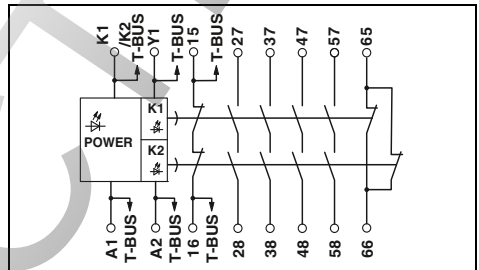 K1
/K2
T-BUS
Y1
T-BUS
15
T-BUS
27
37
47
57
65
K1
POWER
K2
A1
T-BUS
A2
T-BUS
16
T-BUS
28
38
48
58
66